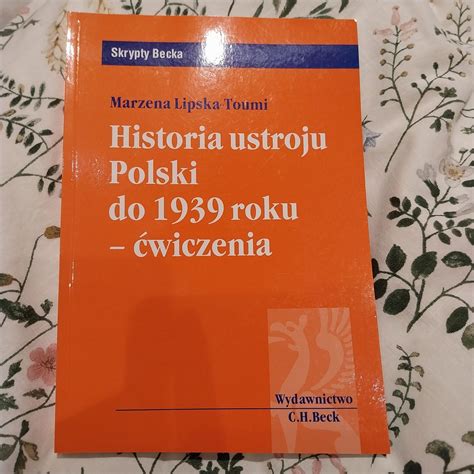 Skrypty Becka
Marzena Lipska-Toumi
Historia ustroju
Polski
do 1939 roku
– ćwiczenia
Wydawnictwo
C.H.Beck